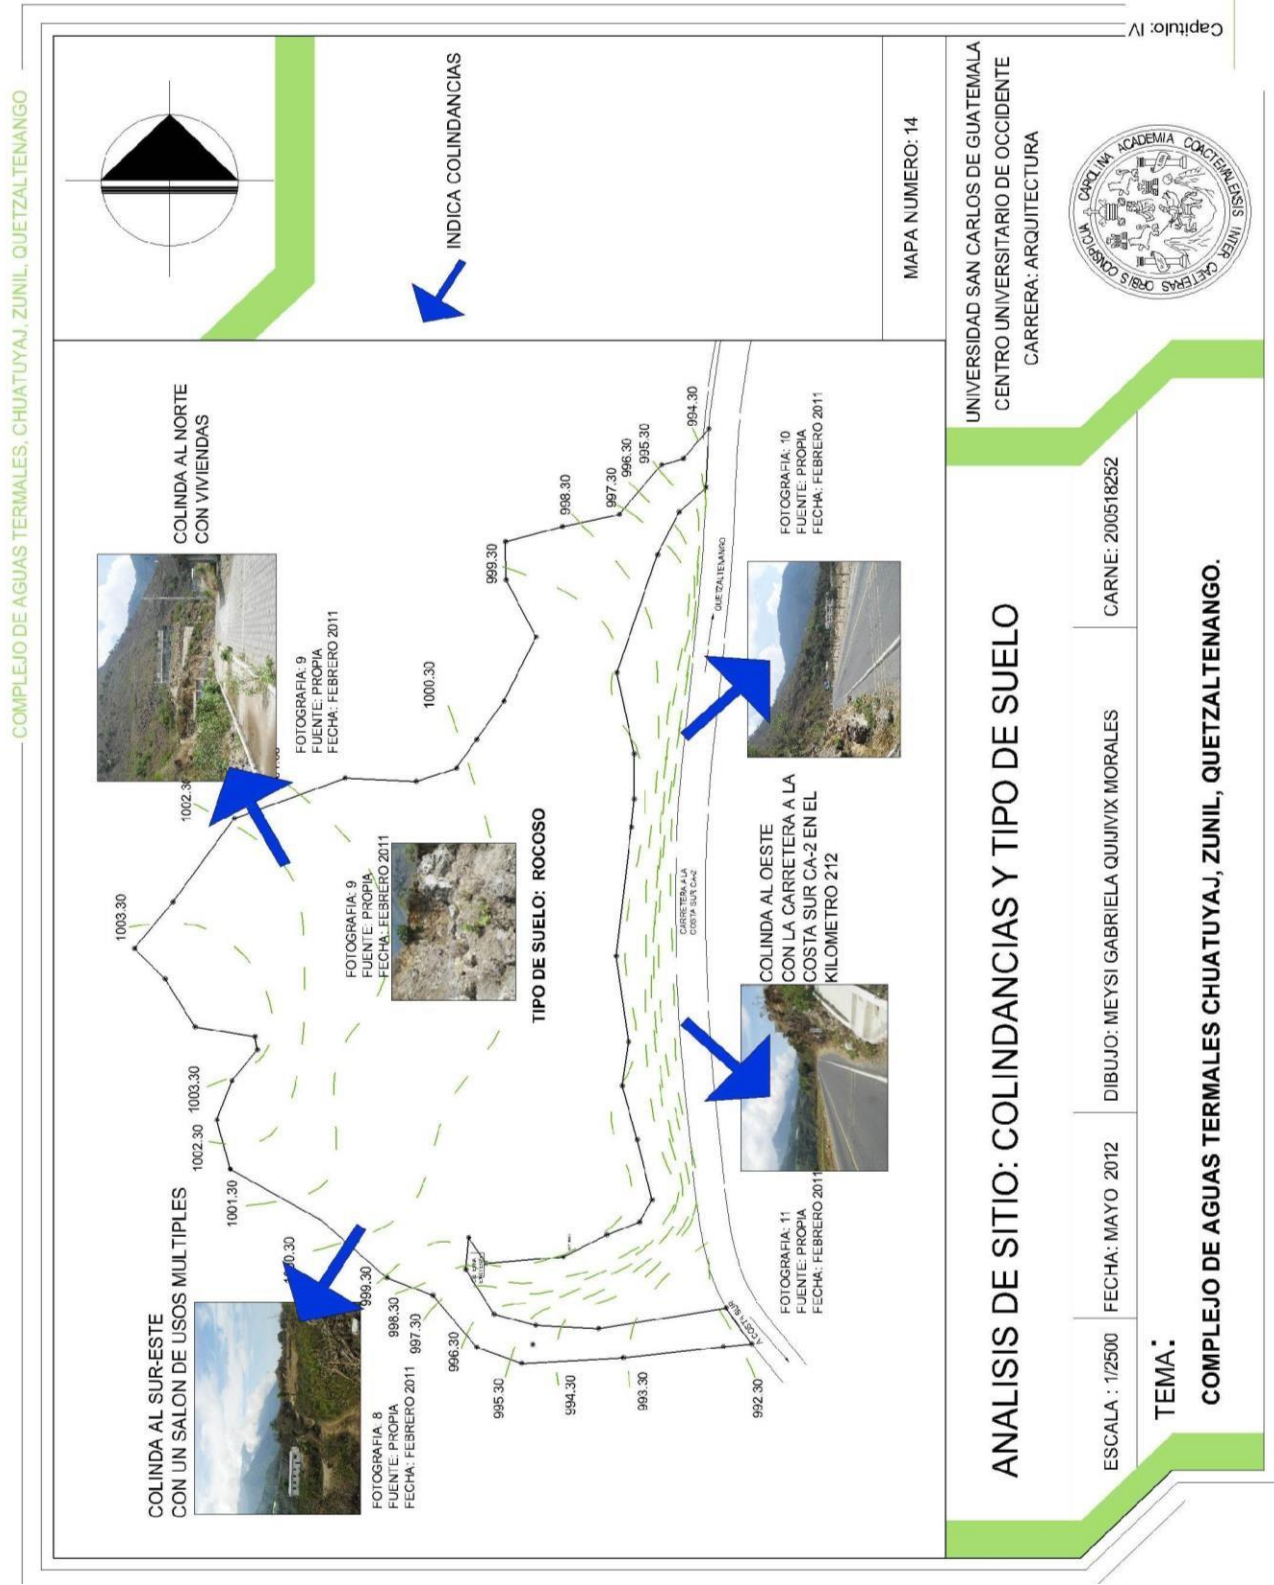 COMPLEJO DE AGUAS TERMALES, CHUATUYAJ, ZUNIL, QUETZALTENANGO
COLINDA AL SUR-ESTE
CON UN SALON DE USOS MULTIPLES
FOTOGRAFIA: 8
FUENTE: PROPIA
FECHA: FEBRERO 2011
COLINDA AL NORTE
CON VIVIENDAS
FOTOGRAFIA: 9
FUENTE: PROPIA
FECHA: FEBRERO 2011
FOTOGRAFIA: 9
FUENTE: PROPIA
FECHA: FEBRERO 2011
TIPO DE SUELO: ROCOSO
1001.30
1002.30
1003.30
1003.30
1002.30
1000.30
999.30
998.30
997.30
996.30
995.30
994.30
999.30
998.30
997.30
996.30
995.30
994.30
993.30
992.30
CARRETERA A LA
COSTA SUR CA-2
QUETZALTENANGO
A COSTA SUR
FOTOGRAFIA: 11
FUENTE: PROPIA
FECHA: FEBRERO 2011
COLINDA AL OESTE
CON LA CARRETERA A LA
COSTA SUR CA-2 EN EL
KILOMETRO 212
FOTOGRAFIA: 10
FUENTE: PROPIA
FECHA: FEBRERO 2011
INDICA COLINDANCIAS
MAPA NUMERO: 14
ANALISIS DE SITIO: COLINDANCIAS Y TIPO DE SUELO
ESCALA : 1/2500
FECHA: MAYO 2012
DIBUJO: MEYSI GABRIELA QUIJIVIX MORALES
CARNE: 200518252
TEMA:
COMPLEJO DE AGUAS TERMALES CHUATUYAJ, ZUNIL, QUETZALTENANGO.
UNIVERSIDAD SAN CARLOS DE GUATEMALA
CENTRO UNIVERSITARIO DE OCCIDENTE
CARRERA: ARQUITECTURA
CAROLINA ACADEMIA COACTEMALENSIS INTER CAETERAS ORBIS CONSPICUA
Capitulo: IV